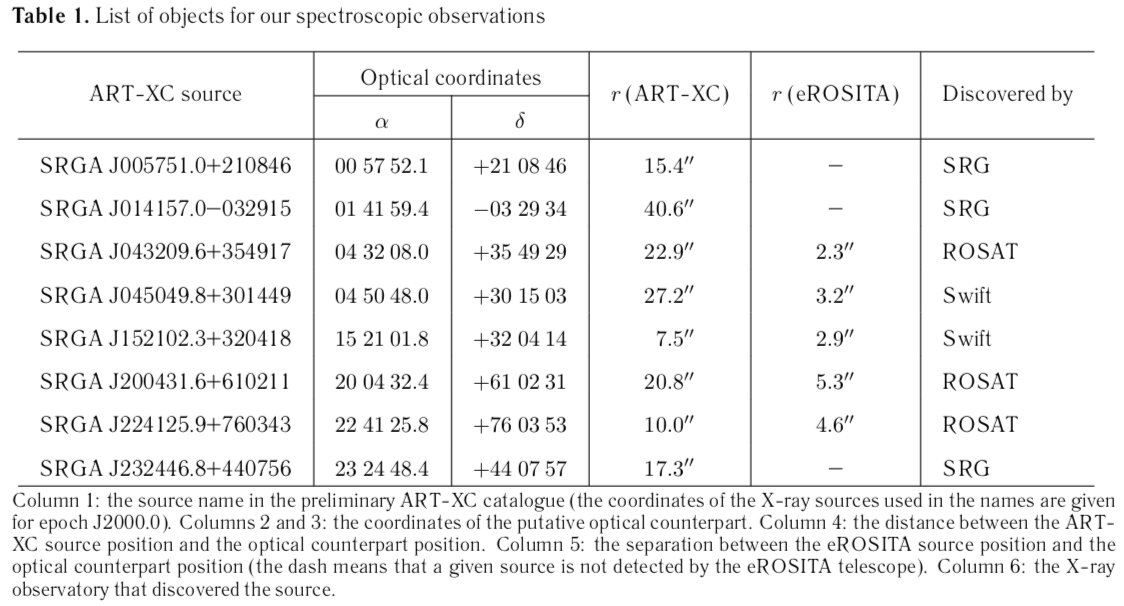 Table 1. List of objects for our spectroscopic observations
ART-XC source Optical coordinates r (ART-XC) r (eROSITA) Discovered by
α δ
SRGA J005751.0+210846 00 57 52.1 +21 08 46 15.4″ – SRG
SRGA J014157.0−032915 01 41 59.4 −03 29 34 40.6″ – SRG
SRGA J043209.6+354917 04 32 08.0 +35 49 29 22.9″ 2.3″ ROSAT
SRGA J045049.8+301449 04 50 48.0 +30 15 03 27.2″ 3.2″ Swift
SRGA J152102.3+320418 15 21 01.8 +32 04 14 7.5″ 2.9″ Swift
SRGA J200431.6+610211 20 04 32.4 +61 02 31 20.8″ 5.3″ ROSAT
SRGA J224125.9+760343 22 41 25.8 +76 03 53 10.0″ 4.6″ ROSAT
SRGA J232446.8+440756 23 24 48.4 +44 07 57 17.3″ – SRG
Column 1: the source name in the preliminary ART-XC catalogue (the coordinates of the X-ray sources used in the names are given
for epoch J2000.0). Columns 2 and 3: the coordinates of the putative optical counterpart. Column 4: the distance between the ART-
XC source position and the optical counterpart position. Column 5: the separation between the eROSITA source position and the
optical counterpart position (the dash means that a given source is not detected by the eROSITA telescope). Column 6: the X-ray
observatory that discovered the source.